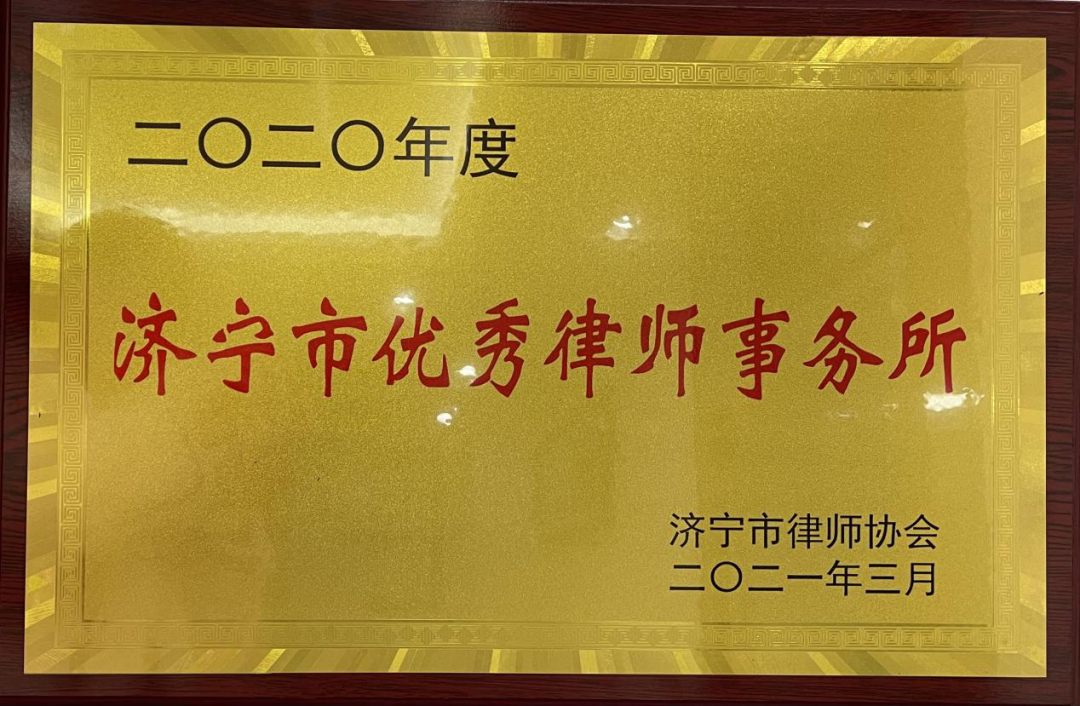 二〇二〇年度
济宁市优秀律师事务所
济宁市律师协会
二〇二一年三月